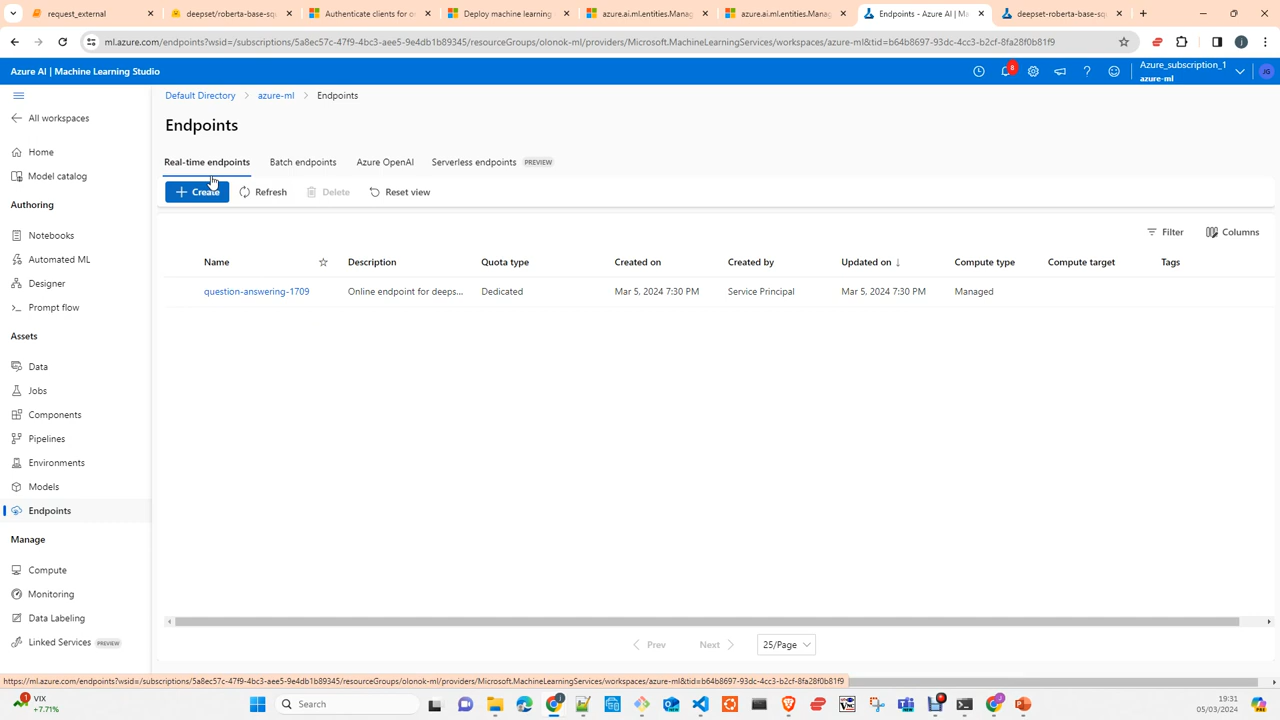 request_external
deepset/roberta-base-squ
Authenticate clients for o
Deploy machine learning
azure.ai.ml.entities.Manag
azure.ai.ml.entities.Manag
Endpoints - Azure AI | Ma
deepset-roberta-base-sq
ml.azure.com/endpoints?wsid=/subscriptions/5a8ec57c-47f9-4bc3-aee5-9e4db1b89345/resourceGroups/olonok-ml/providers/Microsoft.MachineLearningServices/workspaces/azure-ml&tid=b64b8697-93dc-4cc3-b2cf-8fa28f0b81f9
Azure AI | Machine Learning Studio
8
Azure_subscription_1
azure-ml
JG
All workspaces
Home
Model catalog
Authoring
Notebooks
Automated ML
Designer
Prompt flow
Assets
Data
Jobs
Components
Pipelines
Environments
Models
Endpoints
Manage
Compute
Monitoring
Data Labeling
Linked Services PREVIEW
Default Directory > azure-ml > Endpoints
Endpoints
Real-time endpoints Batch endpoints Azure OpenAI Serverless endpoints PREVIEW
+ Create Refresh Delete Reset view
Filter Columns
Name Description Quota type Created on Created by Updated on ↓ Compute type Compute target Tags
question-answering-1709 Online endpoint for deeps... Dedicated Mar 5, 2024 7:30 PM Service Principal Mar 5, 2024 7:30 PM Managed
Prev Next 25/Page
https://ml.azure.com/endpoints?wsid=/subscriptions/5a8ec57c-47f9-4bc3-aee5-9e4db1b89345/resourceGroups/olonok-ml/providers/Microsoft.MachineLearningServices/workspaces/azure-ml&tid=b64b8697-93dc-4cc3-b2cf-8fa28f0b81f9
VIX
+7.71%
Search
19:31
05/03/2024